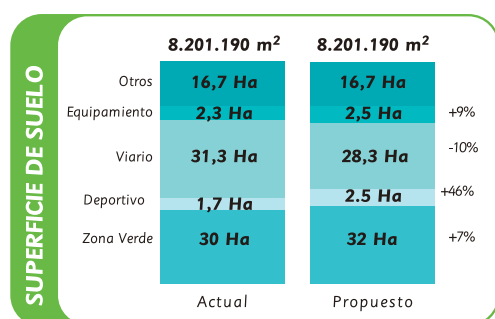 SUPERFICIE DE SUELO
8.201.190 m² 8.201.190 m²
Otros 16,7 Ha 16,7 Ha
Equipamiento 2,3 Ha 2,5 Ha +9%
Viario 31,3 Ha 28,3 Ha -10%
Deportivo 1,7 Ha 2.5 Ha +46%
Zona Verde 30 Ha 32 Ha +7%
Actual Propuesto